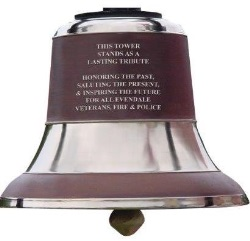 THIS TOWER
STANDS AS A
LASTING TRIBUTE
HONORING THE PAST,
SALUTING THE PRESENT,
& INSPIRING THE FUTURE
FOR ALL EVENDALE
VETERANS, FIRE & POLICE